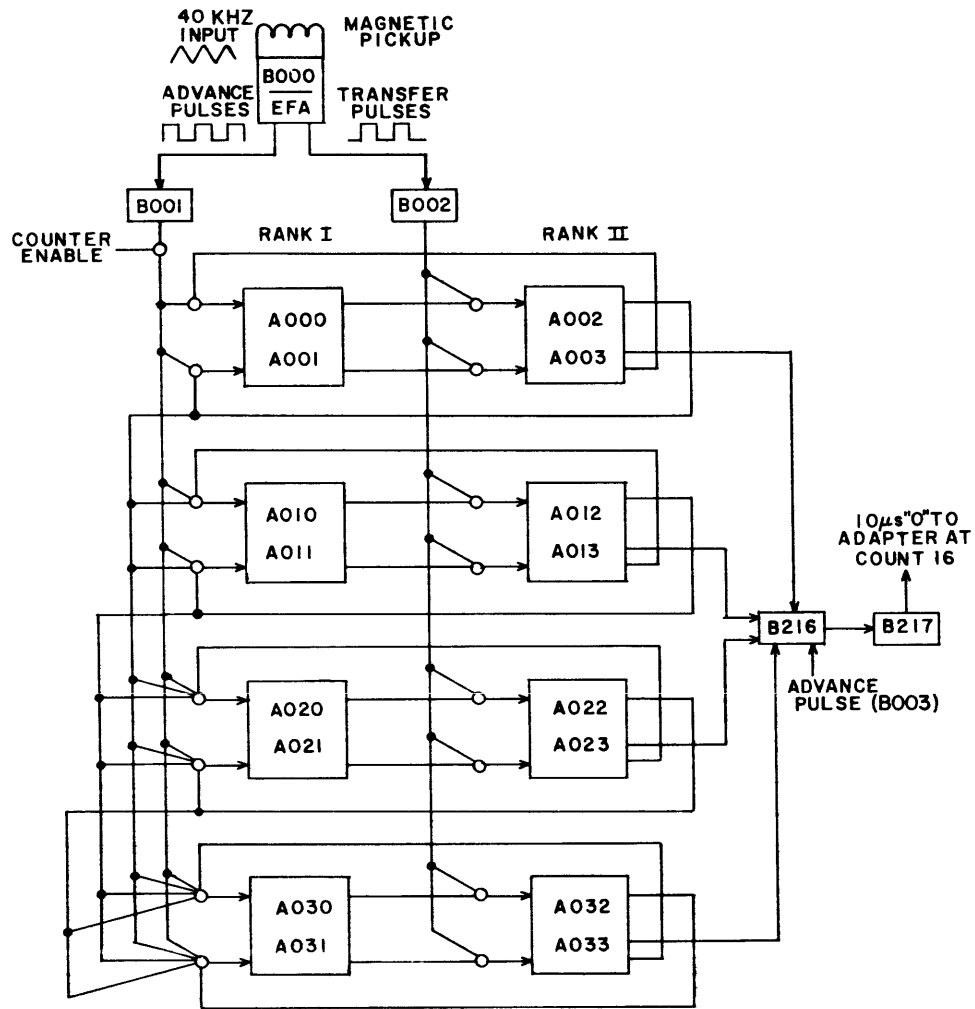 40 KHZ
INPUT
MAGNETIC
PICKUP
B000
EFA
ADVANCE
PULSES
TRANSFER
PULSES
B001
B002
COUNTER
ENABLE
RANK I
RANK II
A000
A001
A002
A003
A010
A011
A012
A013
10μs "0" TO
ADAPTER AT
COUNT 16
B216
B217
ADVANCE
PULSE (B003)
A020
A021
A022
A023
A030
A031
A032
A033